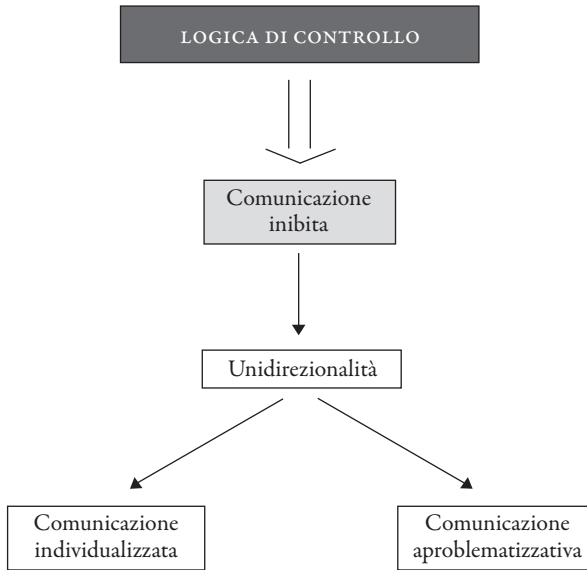 LOGICA DI CONTROLLO
Comunicazione
inibita
Unidirezionalità
Comunicazione
individualizzata
Comunicazione
aproblematizzativa